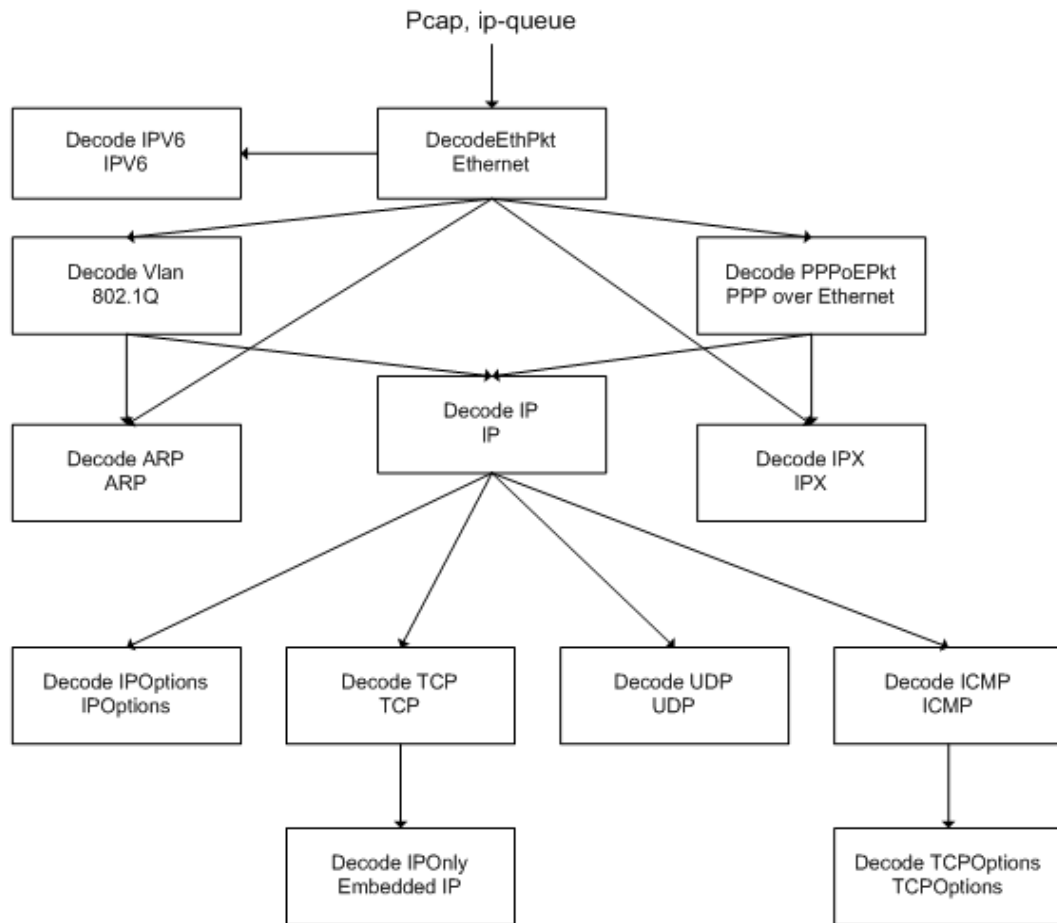 Pcap, ip-queue
Decode IPV6
IPV6
DecodeEthPkt
Ethernet
Decode Vlan
802.1Q
Decode PPPoEPkt
PPP over Ethernet
Decode IP
IP
Decode ARP
ARP
Decode IPX
IPX
Decode IPOptions
IPOptions
Decode TCP
TCP
Decode UDP
UDP
Decode ICMP
ICMP
Decode IPOnly
Embedded IP
Decode TCPOptions
TCPOptions